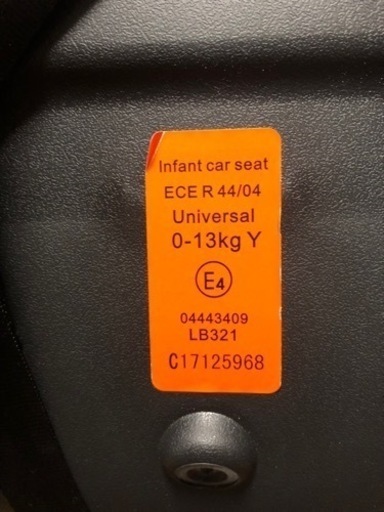 Infant car seat
ECE R 44/04
Universal
0-13kg Y
E4
04443409
LB321
C17125968